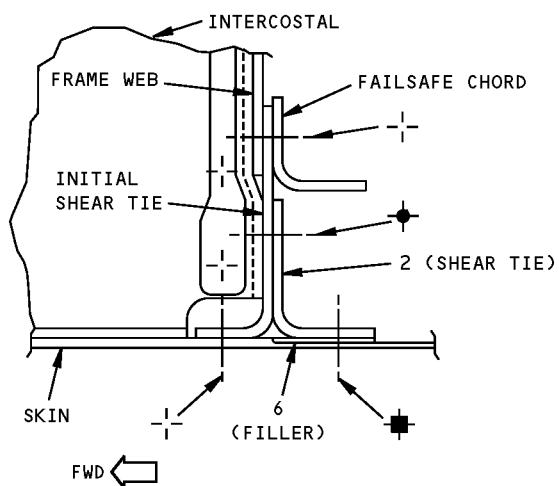 INTERCOSTAL
FRAME WEB
FAILSAFE CHORD
INITIAL
SHEAR TIE
2 (SHEAR TIE)
SKIN
6
(FILLER)
FWD